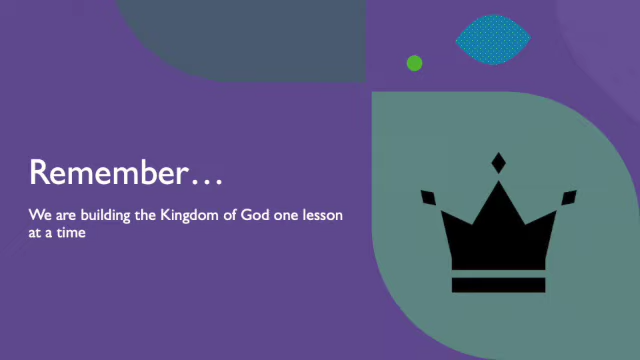 Remember…
We are building the Kingdom of God one lesson
at a time